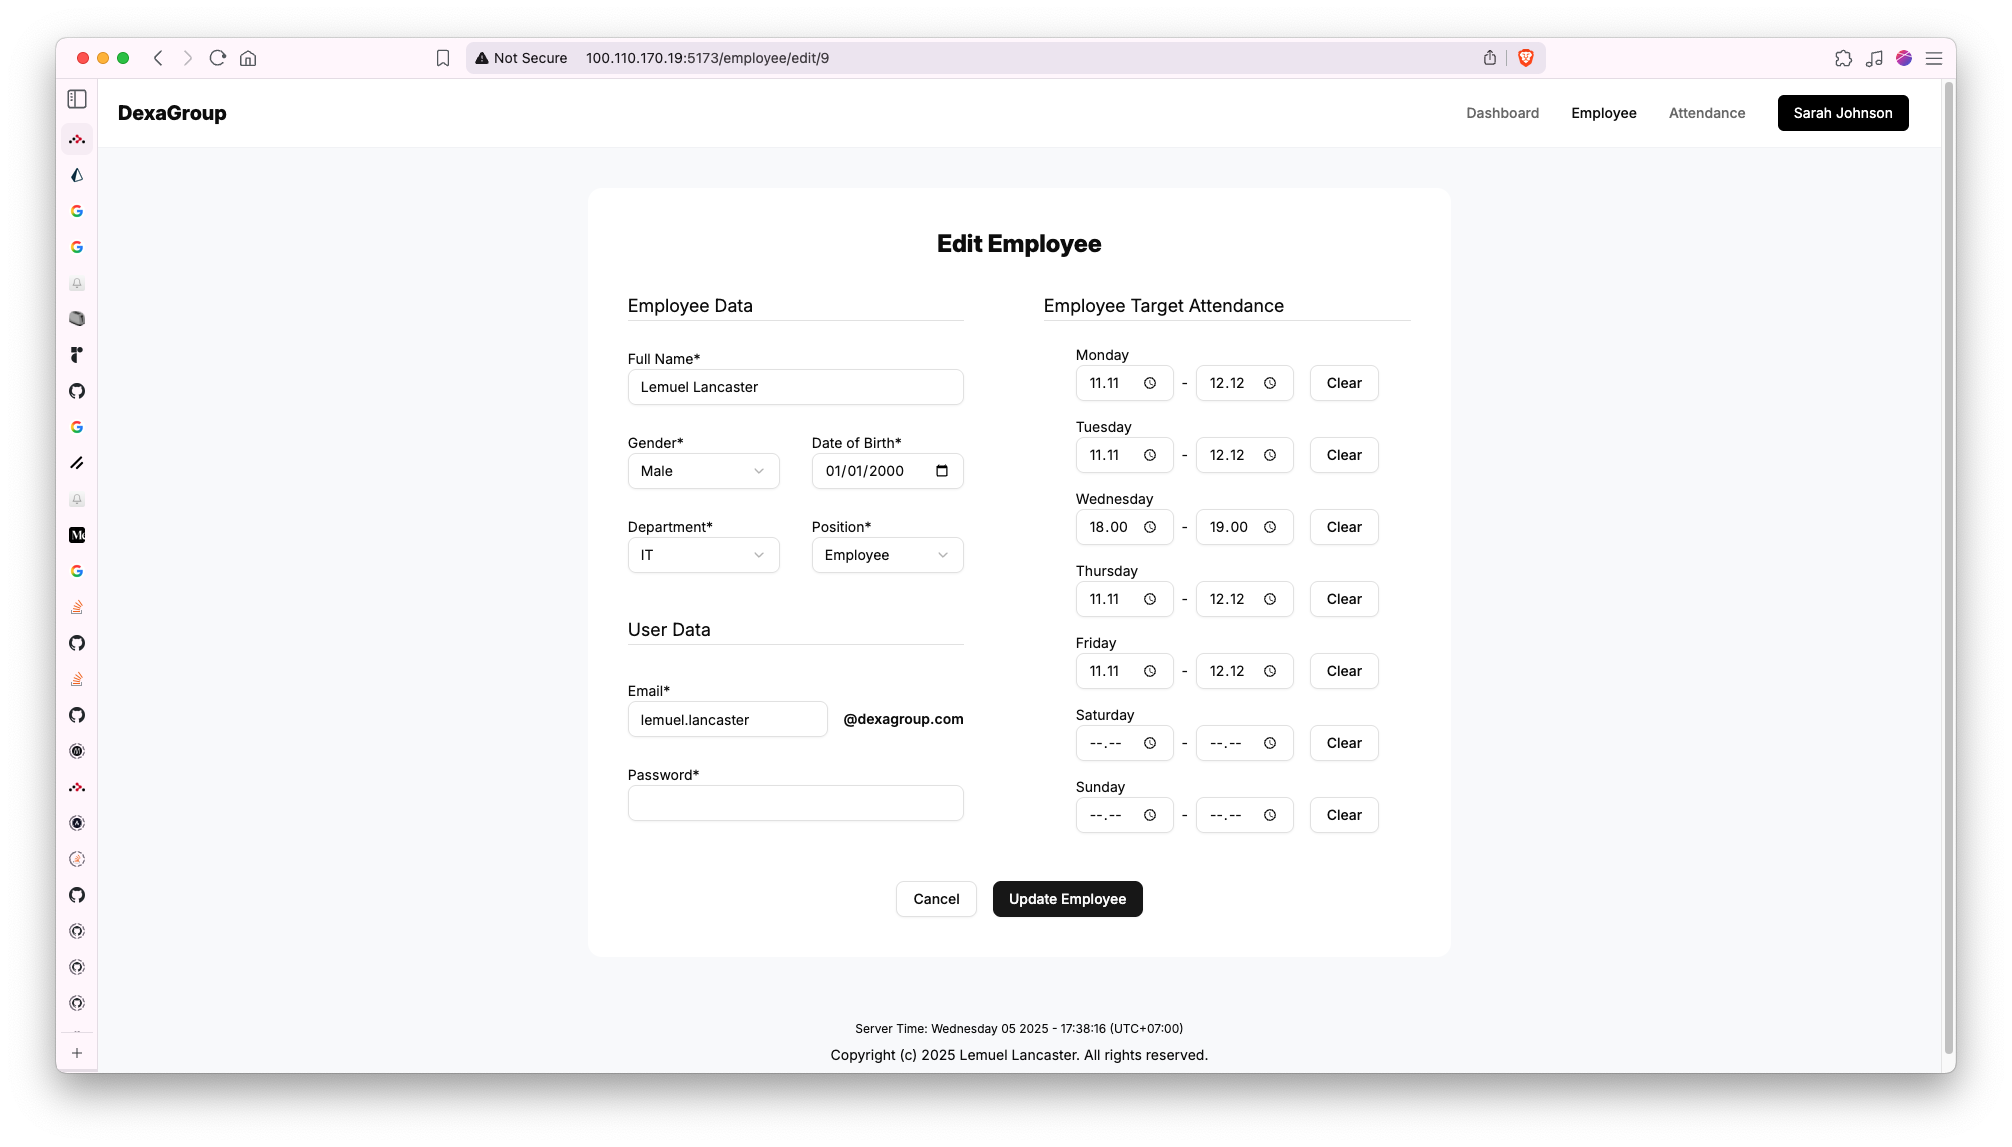 Not Secure 100.110.170.19:5173/employee/edit/9
DexaGroup
Dashboard Employee Attendance Sarah Johnson
Edit Employee
Employee Data
Full Name*
Lemuel Lancaster
Gender* Date of Birth*
Male 01/01/2000
Department* Position*
IT Employee
User Data
Email*
lemuel.lancaster @dexagroup.com
Password*
Employee Target Attendance
Monday
11.11 - 12.12 Clear
Tuesday
11.11 - 12.12 Clear
Wednesday
18.00 - 19.00 Clear
Thursday
11.11 - 12.12 Clear
Friday
11.11 - 12.12 Clear
Saturday
--.-- - --.-- Clear
Sunday
--.-- - --.-- Clear
Cancel Update Employee
Server Time: Wednesday 05 2025 - 17:38:16 (UTC+07:00)
Copyright (c) 2025 Lemuel Lancaster. All rights reserved.